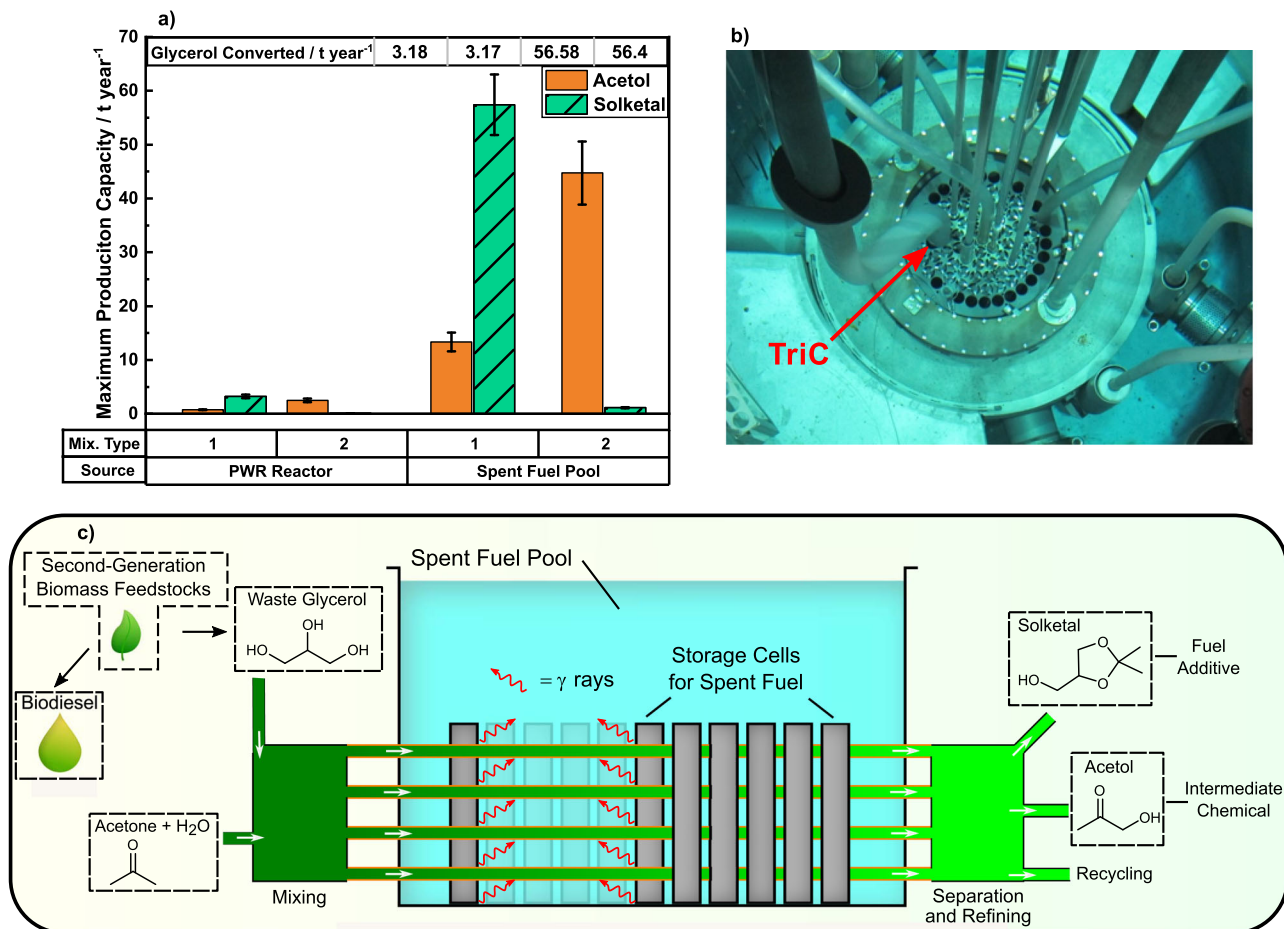 a)
70
60
50
40
30
20
10
0
Maximum Produciton Capacity / t year-1
Glycerol Converted / t year-1 3.18 3.17 56.58 56.4
Acetol
Solketal
Mix. Type 1 2 1 2
Source PWR Reactor Spent Fuel Pool
b)
TriC
c)
Second-Generation
Biomass Feedstocks
Biodiesel
Waste Glycerol
OH
HO OH
Acetone + H2O
O
Mixing
Spent Fuel Pool
= γ rays
Storage Cells
for Spent Fuel
Solketal
O
HO O
Fuel
Additive
Acetol
O
OH
Intermediate
Chemical
Recycling
Separation
and Refining